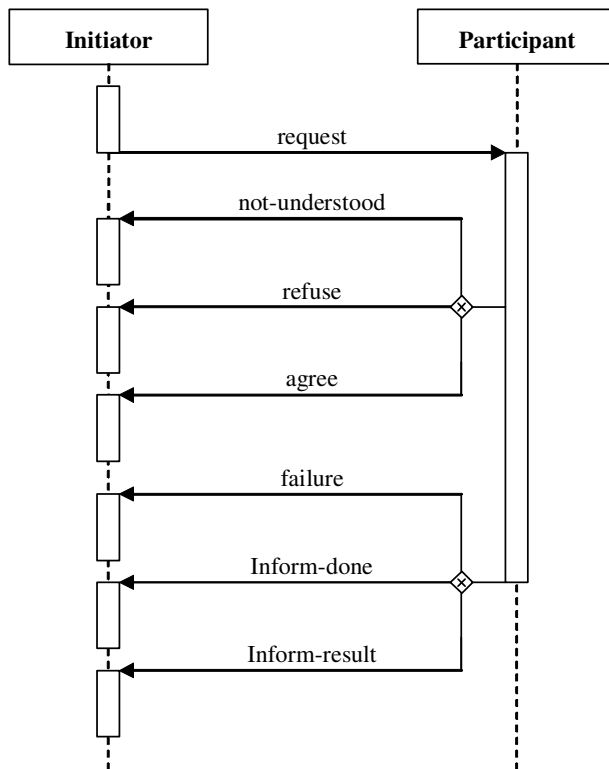 Initiator
Participant
request
not-understood
refuse
agree
failure
Inform-done
Inform-result